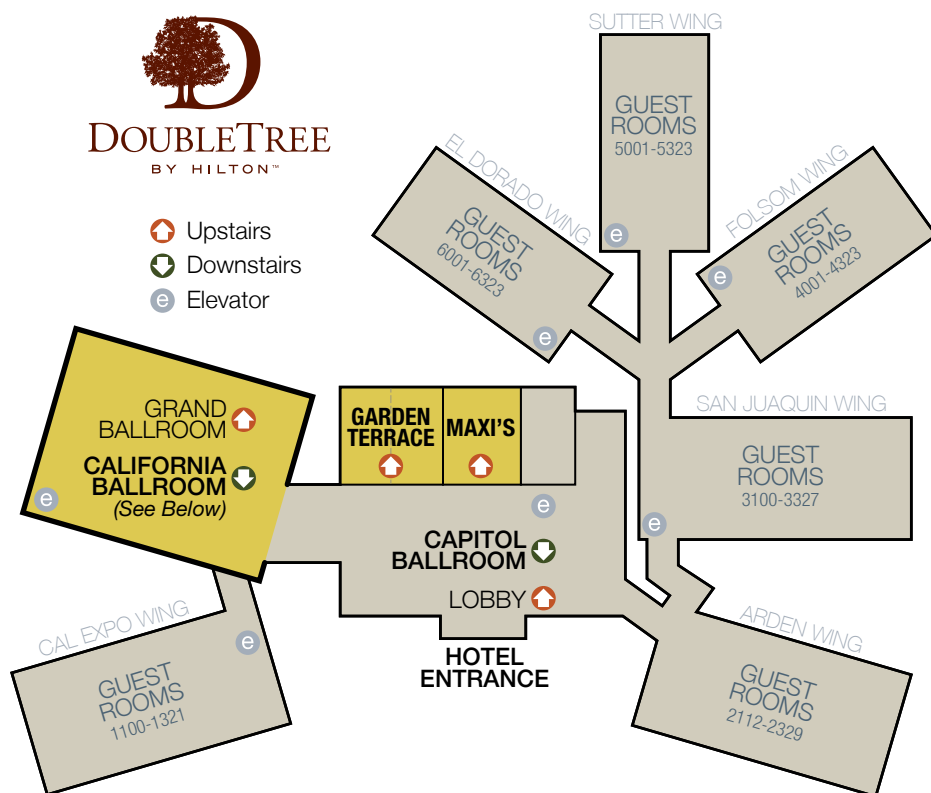 D
DOUBLETREE
BY HILTON™
Upstairs
Downstairs
e Elevator
SUTTER WING
GUEST
ROOMS
5001-5323
e
EL DORADO WING
GUEST
ROOMS
6001-6323
e
FOLSOM WING
GUEST
ROOMS
4001-4323
e
SAN JUAQUIN WING
GUEST
ROOMS
3100-3327
e
GRAND
BALLROOM
CALIFORNIA
BALLROOM
(See Below)
e
GARDEN
TERRACE
MAXI'S
e
CAPITOL
BALLROOM
LOBBY
HOTEL
ENTRANCE
CAL EXPO WING
e
GUEST
ROOMS
1100-1321
ARDEN WING
GUEST
ROOMS
2112-2329